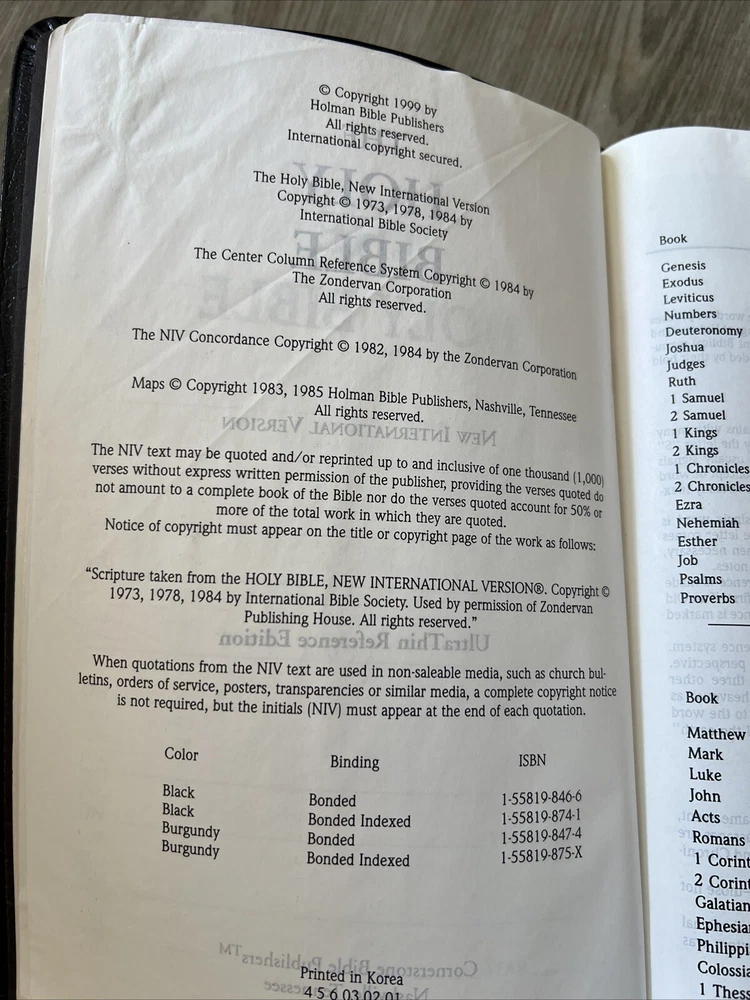 © Copyright 1999 by
Holman Bible Publishers
All rights reserved.
International copyright secured.
The Holy Bible, New International Version
Copyright © 1973, 1978, 1984 by
International Bible Society
The Center Column Reference System Copyright © 1984 by
The Zondervan Corporation
All rights reserved.
The NIV Concordance Copyright © 1982, 1984 by the Zondervan Corporation
Maps © Copyright 1983, 1985 Holman Bible Publishers, Nashville, Tennessee
All rights reserved.
The NIV text may be quoted and/or reprinted up to and inclusive of one thousand (1,000)
verses without express written permission of the publisher, providing the verses quoted do
not amount to a complete book of the Bible nor do the verses quoted account for 50% or
more of the total work in which they are quoted.
Notice of copyright must appear on the title or copyright page of the work as follows:
“Scripture taken from the HOLY BIBLE, NEW INTERNATIONAL VERSION®. Copyright ©
1973, 1978, 1984 by International Bible Society. Used by permission of Zondervan
Publishing House. All rights reserved.”
When quotations from the NIV text are used in non-saleable media, such as church bul-
letins, orders of service, posters, transparencies or similar media, a complete copyright notice
is not required, but the initials (NIV) must appear at the end of each quotation.
Color Binding ISBN
Black Bonded 1-55819-846-6
Black Bonded Indexed 1-55819-874-1
Burgundy Bonded 1-55819-847-4
Burgundy Bonded Indexed 1-55819-875-X
Printed in Korea
4 5 6 03 02 01
Book
Genesis
Exodus
Leviticus
Numbers
Deuteronomy
Joshua
Judges
Ruth
1 Samuel
2 Samuel
1 Kings
2 Kings
1 Chronicles
2 Chronicles
Ezra
Nehemiah
Esther
Job
Psalms
Proverbs
Book
Matthew
Mark
Luke
John
Acts
Romans
1 Corint
2 Corint
Galatian
Ephesia
Philippi
Colossia
1 Thess